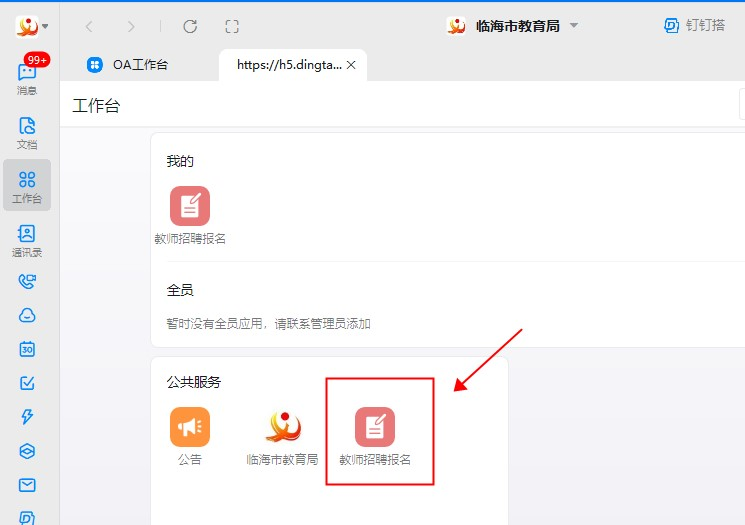 临海市教育局
钉钉搭
99+
消息
文档
工作台
通讯录
30
OA工作台
https://h5.dingta...
工作台
我的
教师招聘报名
全员
暂时没有全员应用，请联系管理员添加
公共服务
公告
临海市教育局
教师招聘报名